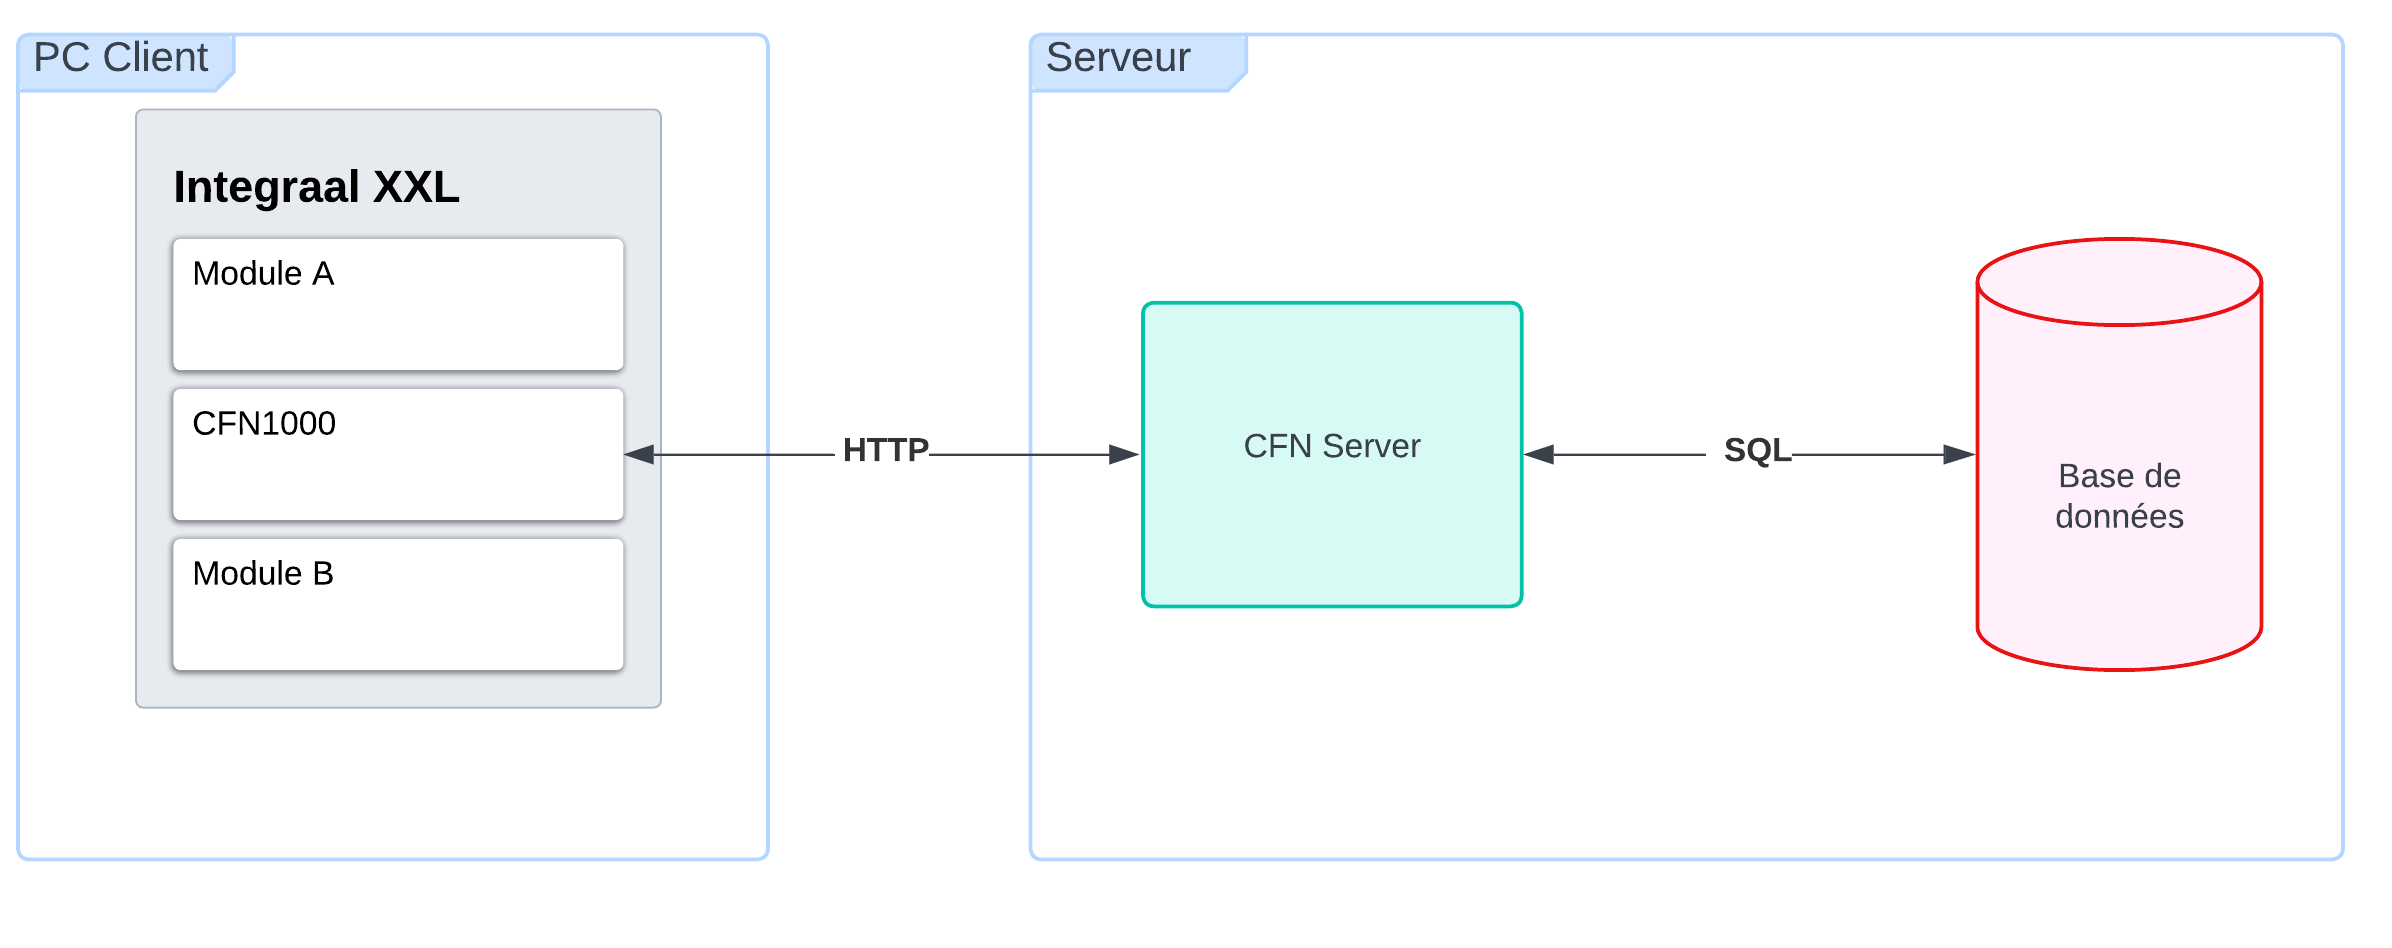 PC Client
Integraal XXL
Module A
CFN1000
Module B
HTTP
Serveur
CFN Server
SQL
Base de
données